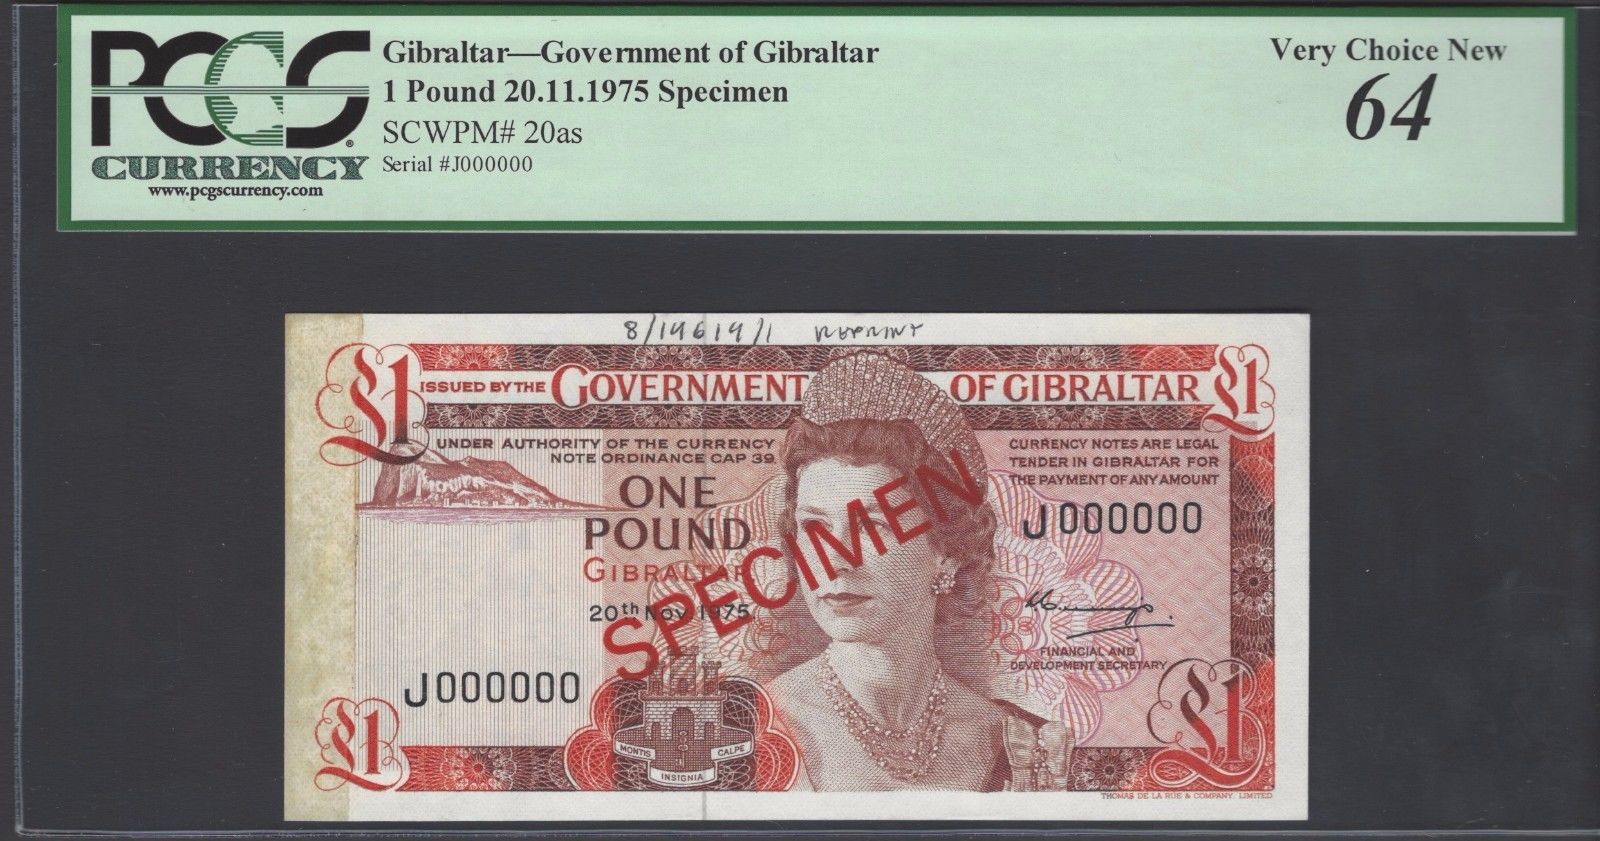 PCGS
CURRENCY
www.pcgscurrency.com
Gibraltar—Government of Gibraltar
1 Pound 20.11.1975 Specimen
SCWPM# 20as
Serial #J000000
Very Choice New
64
8/19619/1 REPRINT
£1
ISSUED BY THE GOVERNMENT OF GIBRALTAR
£1
UNDER AUTHORITY OF THE CURRENCY
NOTE ORDINANCE CAP 39
CURRENCY NOTES ARE LEGAL
TENDER IN GIBRALTAR FOR
THE PAYMENT OF ANY AMOUNT
ONE
POUND
GIBRALTAR
20th Nov 1975
SPECIMEN
J000000
FINANCIAL AND
DEVELOPMENT SECRETARY
J000000
£1
MONTIS
CALPE
INSIGNIA
£1
THOMAS DE LA RUE & COMPANY, LIMITED